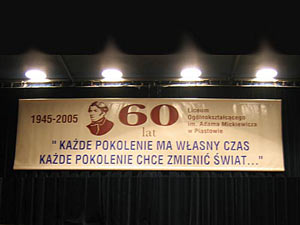 1945-2005
60
lat
Liceum
Ogólnokształcącego
im. Adama Mickiewicza
w Piastowie
" KAŻDE POKOLENIE MA WŁASNY CZAS
KAŻDE POKOLENIE CHCE ZMIENIĆ ŚWIAT..."